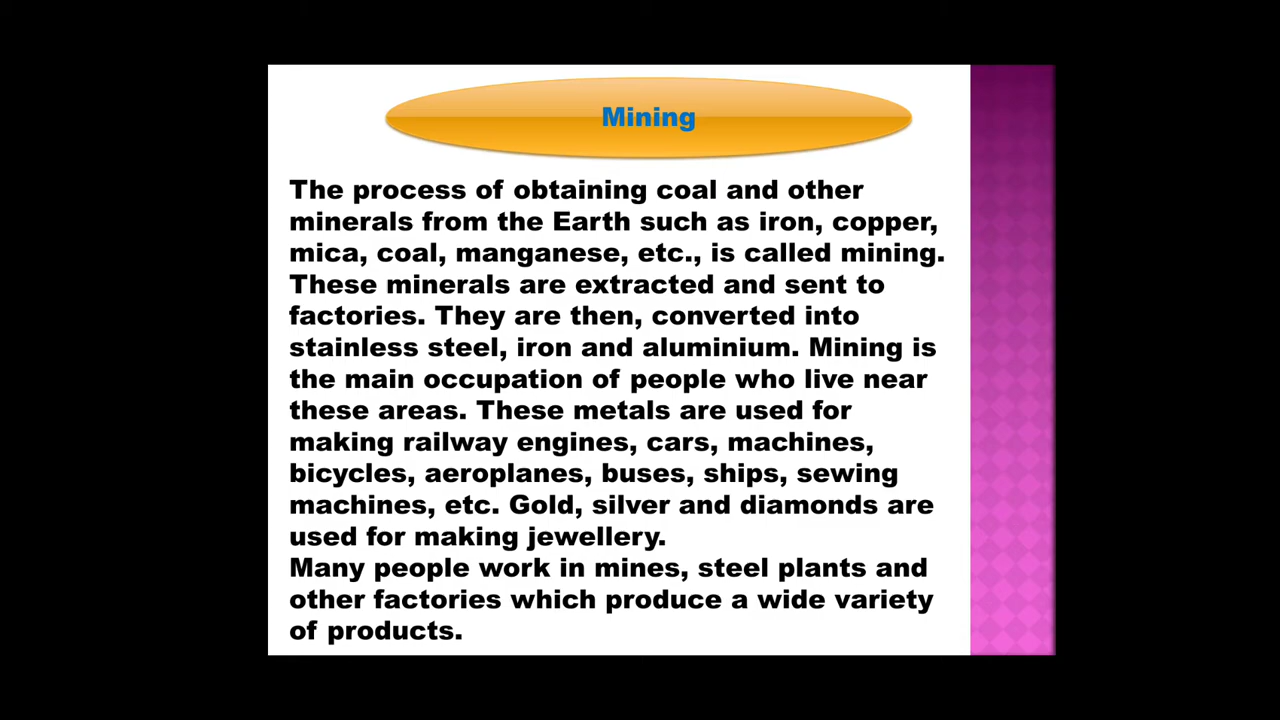 Mining
The process of obtaining coal and other
minerals from the Earth such as iron, copper,
mica, coal, manganese, etc., is called mining.
These minerals are extracted and sent to
factories. They are then, converted into
stainless steel, iron and aluminium. Mining is
the main occupation of people who live near
these areas. These metals are used for
making railway engines, cars, machines,
bicycles, aeroplanes, buses, ships, sewing
machines, etc. Gold, silver and diamonds are
used for making jewellery.
Many people work in mines, steel plants and
other factories which produce a wide variety
of products.